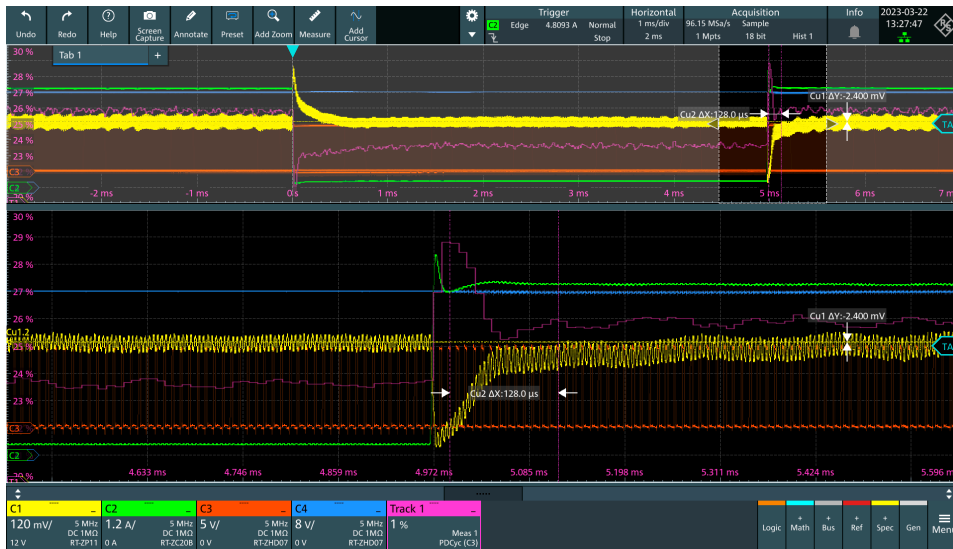 Undo
Redo
Help
Screen Capture
Annotate
Preset
Add Zoom
Measure
Add Cursor
Trigger
C2 Edge 4.8093 A Normal
Stop
Horizontal
1 ms/div
2 ms
Acquisition
96.15 MSa/s Sample
1 Mpts 18 bit Hist 1
Info
2023-03-22
13:27:47
Tab 1 +
30 %
28 %
27 %
26 %
24 %
23 %
C3
C2
Cu1 ΔY:-2.400 mV
Cu2 ΔX:128.0 µs
TA
-2 ms -1 ms 0 s 1 ms 2 ms 3 ms 4 ms 5 ms 6 ms 7 m
30 %
29 %
28 %
27 %
Cu1.2
25 %
23 %
C3
C2
Cu1 ΔY:-2.400 mV
Cu2 ΔX:128.0 µs
TA
4.633 ms 4.746 ms 4.859 ms 4.972 ms 5.085 ms 5.198 ms 5.311 ms 5.424 ms 5.596 m
C1
120 mV/ 5 MHz
DC 1MΩ
12 V RT-ZP11
C2
1.2 A/ 5 MHz
DC 1MΩ
0 A RT-ZC20B
C3
5 V/ 5 MHz
DC 1MΩ
0 V RT-ZHD07
C4
8 V/ 5 MHz
DC 1MΩ
0 V RT-ZHD07
Track 1
1 %
Meas 1
PDCyc (C3)
Logic
+ Math
+ Bus
+ Ref
+ Spec
Gen
Menu